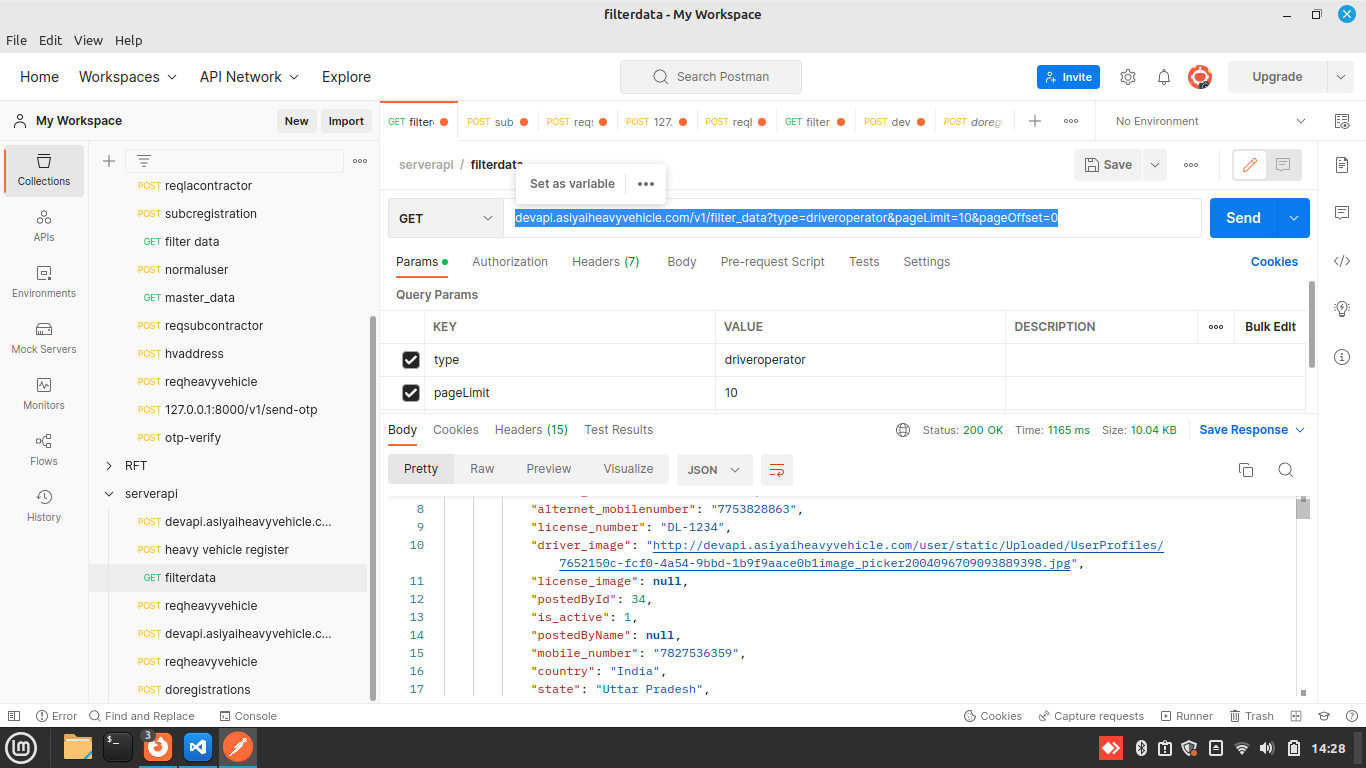 filterdata - My Workspace
File Edit View Help
Home Workspaces API Network Explore
Search Postman
Invite
Upgrade
My Workspace
New Import
GET filter
POST sub
POST req
POST 127.
POST reql
GET filter
POST dev
POST doreg
No Environment
Collections
APIs
Environments
Mock Servers
Monitors
Flows
History
POST reqlacontractor
POST subcregistration
GET filter data
POST normaluser
GET master_data
POST reqsubcontractor
POST hvaddress
POST reqheavyvehicle
POST 127.0.0.1:8000/v1/send-otp
POST otp-verify
RFT
serverapi
POST devapi.asiyaiheavyvehicle.c...
POST heavy vehicle register
GET filterdata
POST reqheavyvehicle
POST devapi.asiyaiheavyvehicle.c...
POST reqheavyvehicle
POST doregistrations
serverapi / filterdata
Save
Set as variable
GET
devapi.asiyaiheavyvehicle.com/v1/filter_data?type=driveroperator&pageLimit=10&pageOffset=0
Send
Params Authorization Headers (7) Body Pre-request Script Tests Settings Cookies
Query Params
KEY VALUE DESCRIPTION Bulk Edit
type driveroperator
pageLimit 10
Body Cookies Headers (15) Test Results
Status: 200 OK Time: 1165 ms Size: 10.04 KB Save Response
Pretty Raw Preview Visualize JSON
8 "alternet_mobilenumber": "7753828863",
9 "license_number": "DL-1234",
10 "driver_image": "http://devapi.asiyaiheavyvehicle.com/user/static/Uploaded/UserProfiles/
7652150c-fcf0-4a54-9bbd-1b9f9aace0b1image_picker2004096709093889398.jpg",
11 "license_image": null,
12 "postedById": 34,
13 "is_active": 1,
14 "postedByName": null,
15 "mobile_number": "7827536359",
16 "country": "India",
17 "state": "Uttar Pradesh",
Error Find and Replace Console
Cookies Capture requests Runner Trash
3
14:28